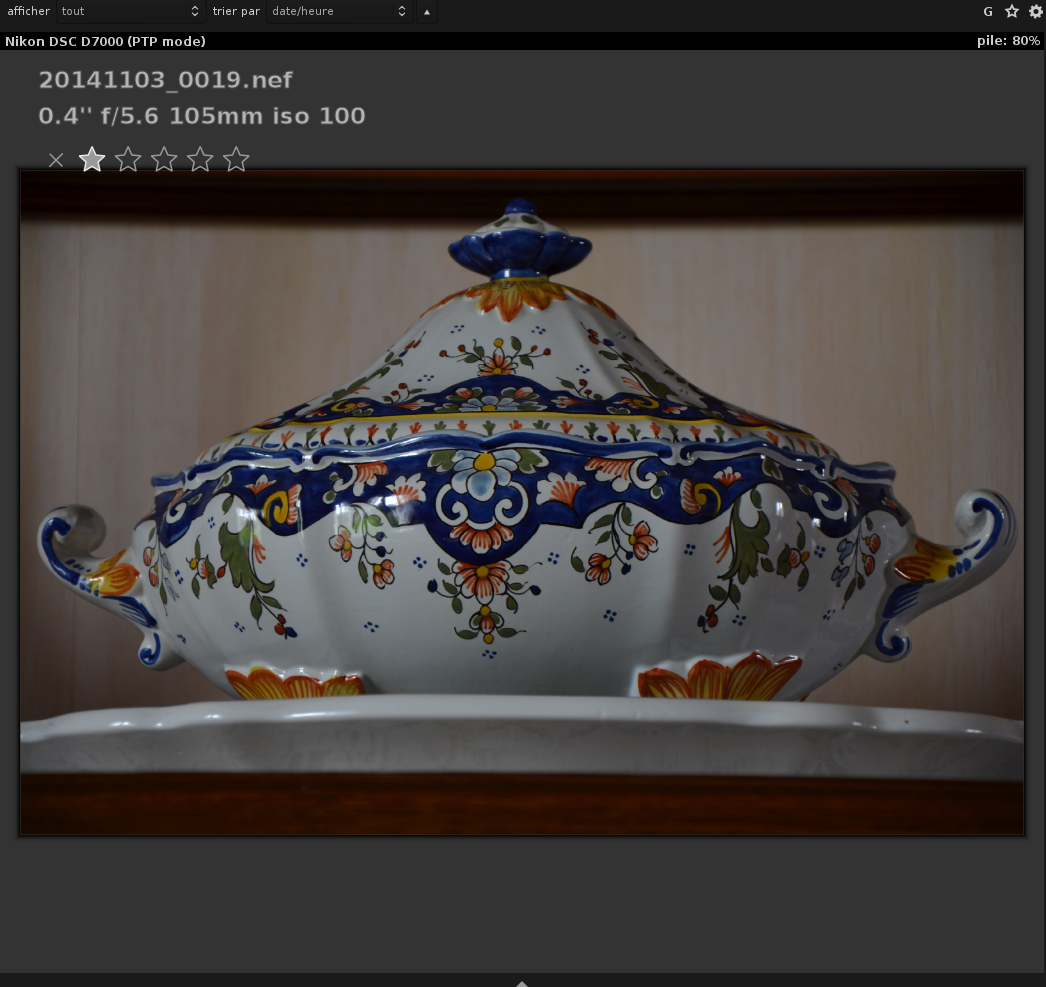 afficher tout trier par date/heure G
Nikon DSC D7000 (PTP mode) pile: 80%
20141103_0019.nef
0.4'' f/5.6 105mm iso 100